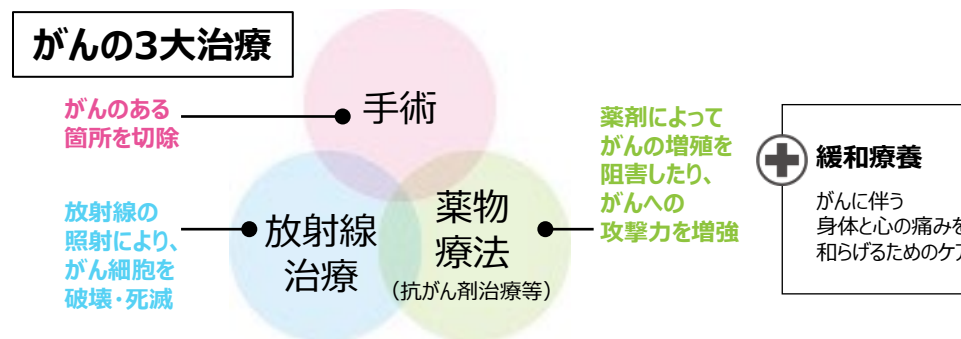 がんの3大治療
がんのある
箇所を切除
手術
放射線の
照射により、
がん細胞を
破壊・死滅
放射線
治療
薬物
療法
（抗がん剤治療等）
薬剤によって
がんの増殖を
阻害したり、
がんへの
攻撃力を増強
緩和療養
がんに伴う
身体と心の痛みを
和らげるためのケア